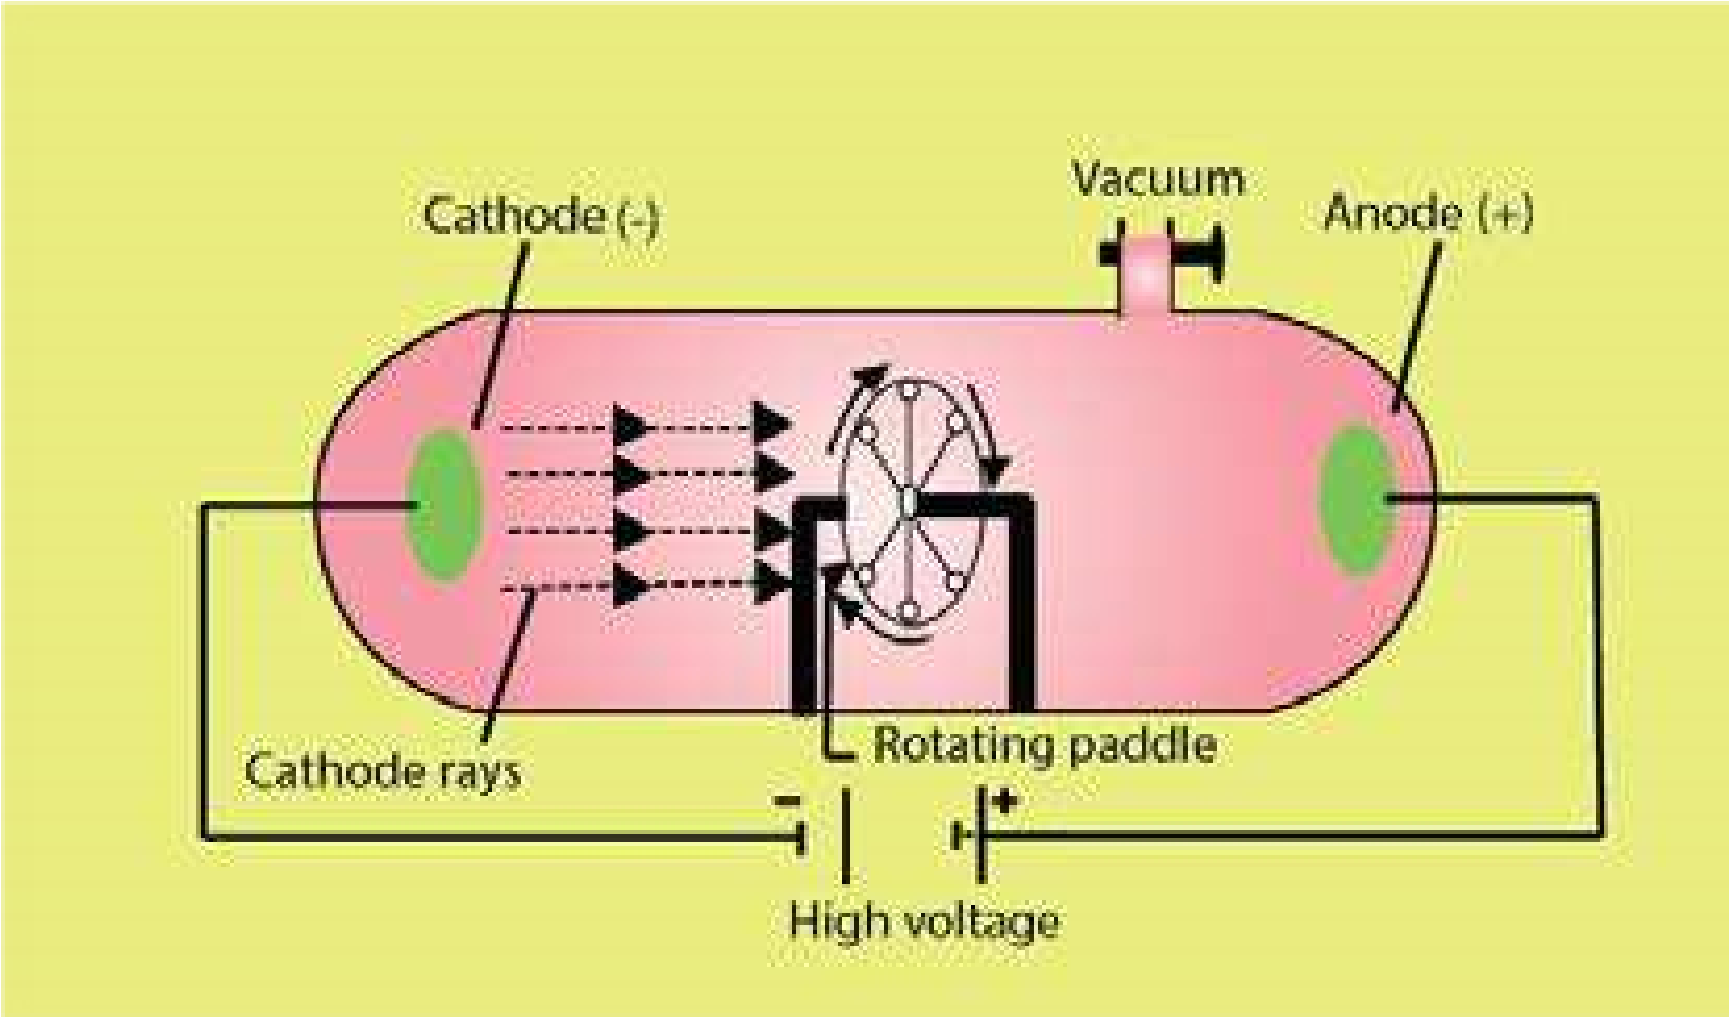 Vacuum
Cathode (-)
Anode (+)
Rotating paddle
Cathode rays
- +
High voltage